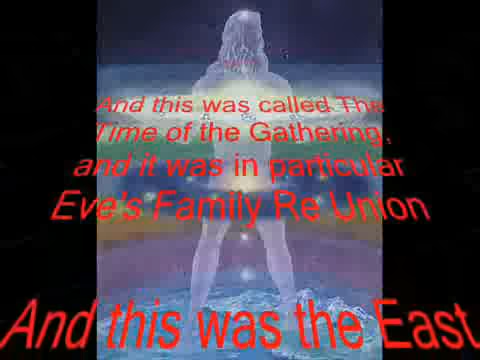 And this was called The
Time of the Gathering,
and it was in particular
Eve's Family Re Union
And this was the East